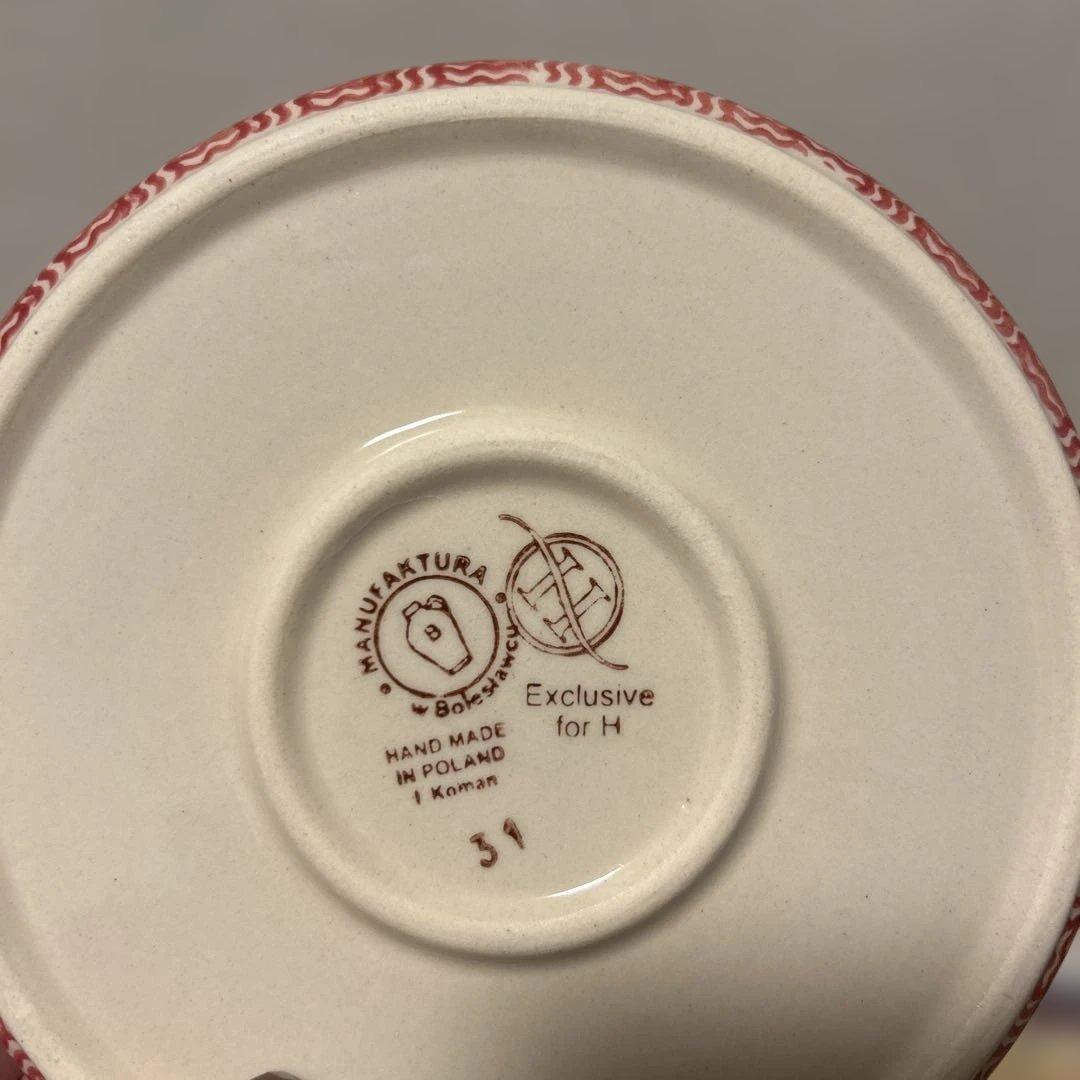 MANUFAKTURA
w Bolesławcu
B
H
Exclusive
for H
HAND MADE
IN POLAND
I Koman
31